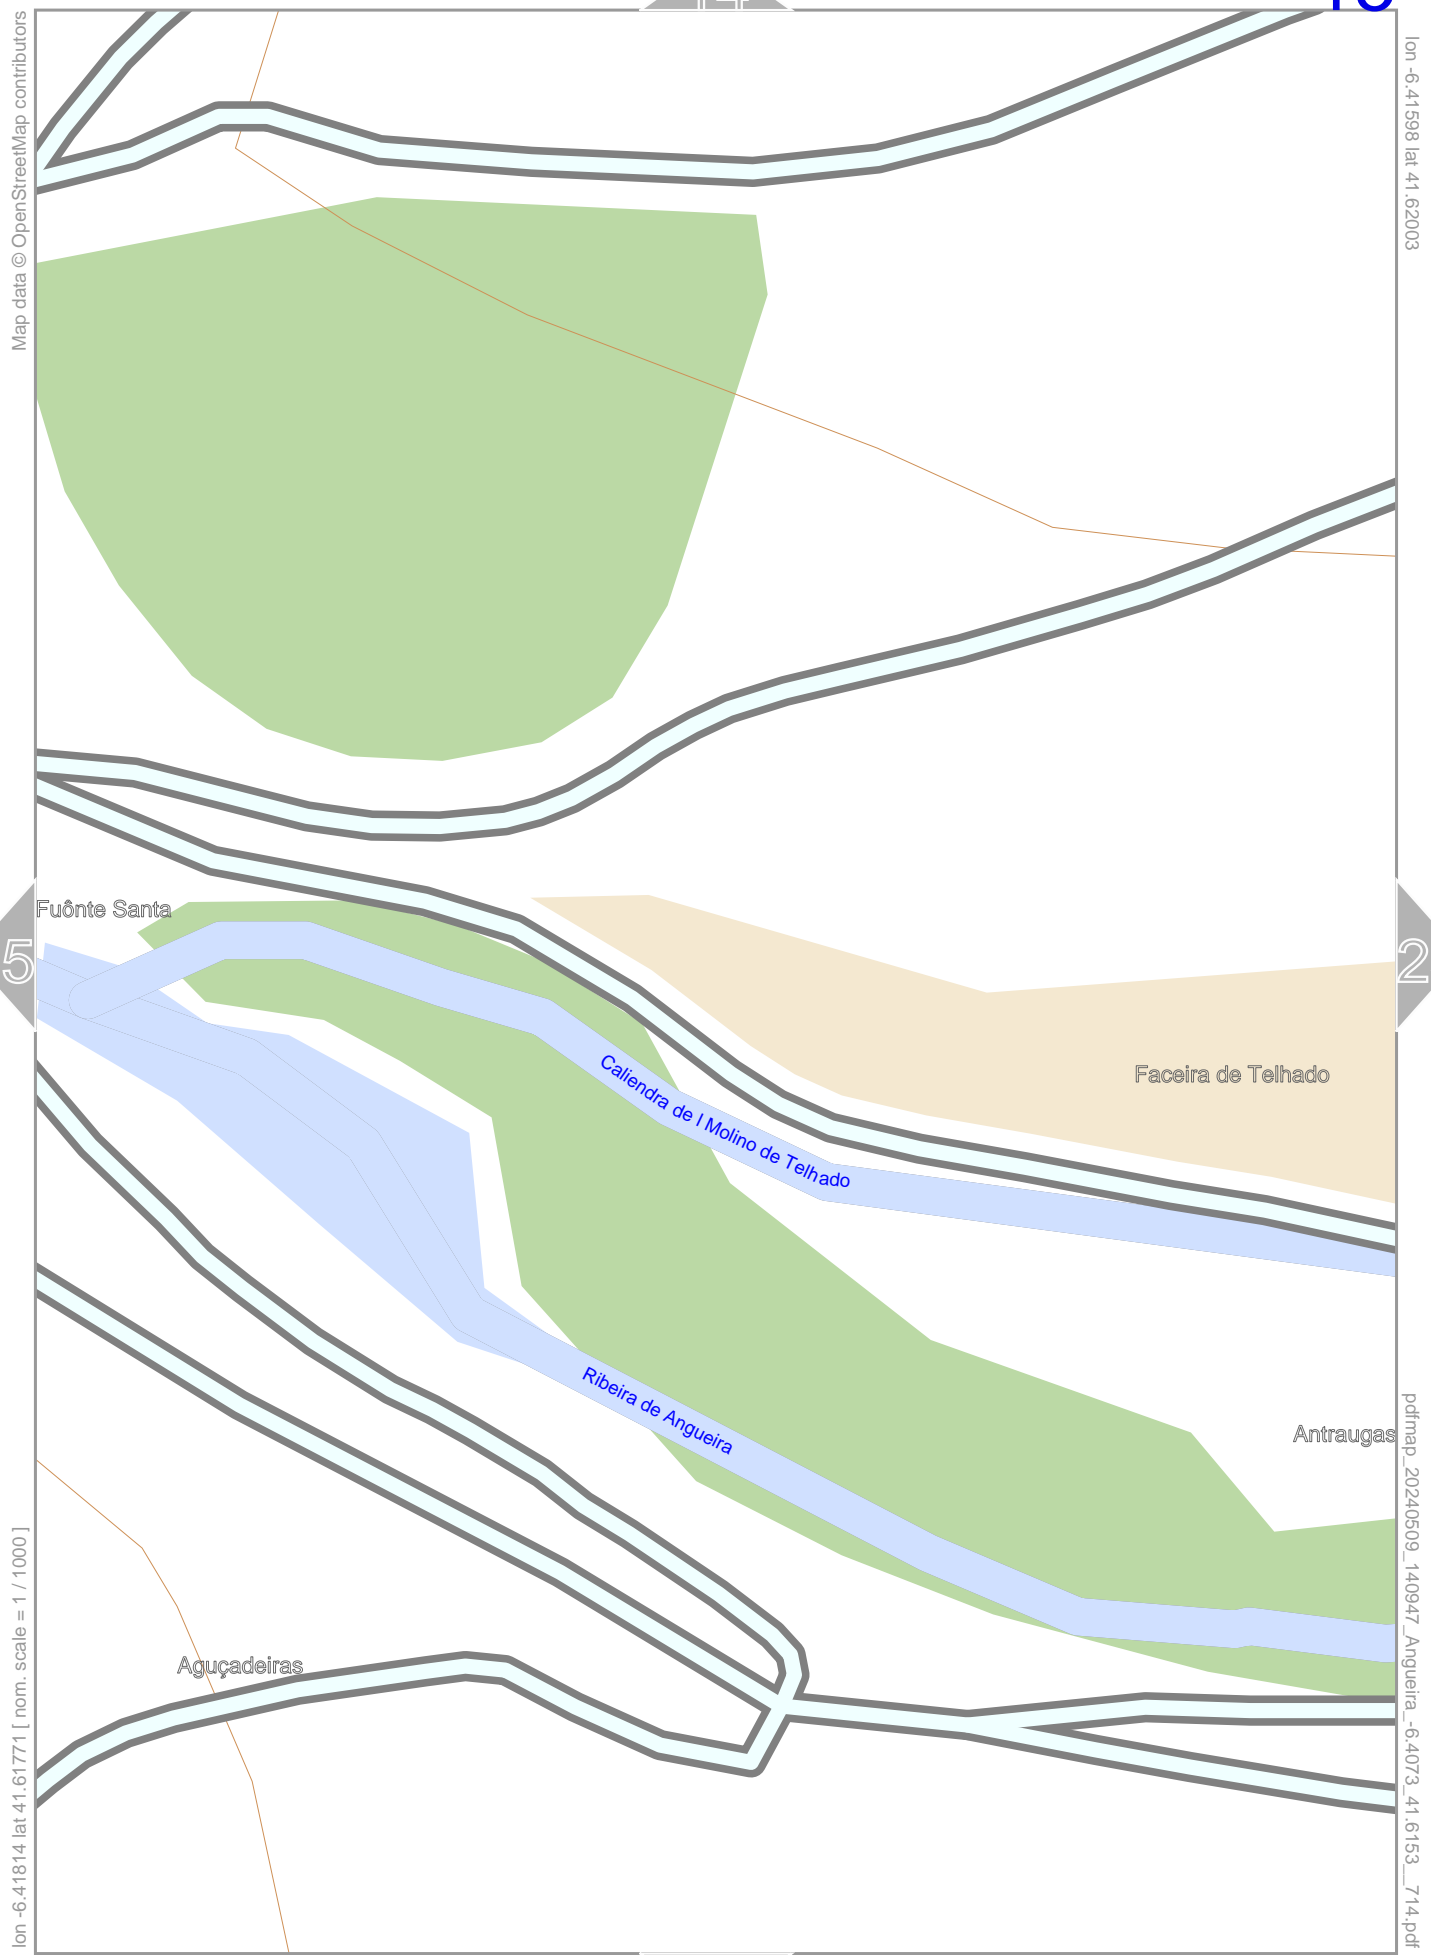 Map data © OpenStreetMap contributors
lon -6.41598 lat 41.62003
Fuônte Santa
5
2
Faceira de Telhado
Caliendra de l Molino de Telhado
Ribeira de Angueira
Antraugas
Aguçadeiras
lon -6.41814 lat 41.61771 [ nom. scale = 1 / 1000 ]
pdfmap_20240509_140947_Angueira_-6.4073_41.6153__714.pdf